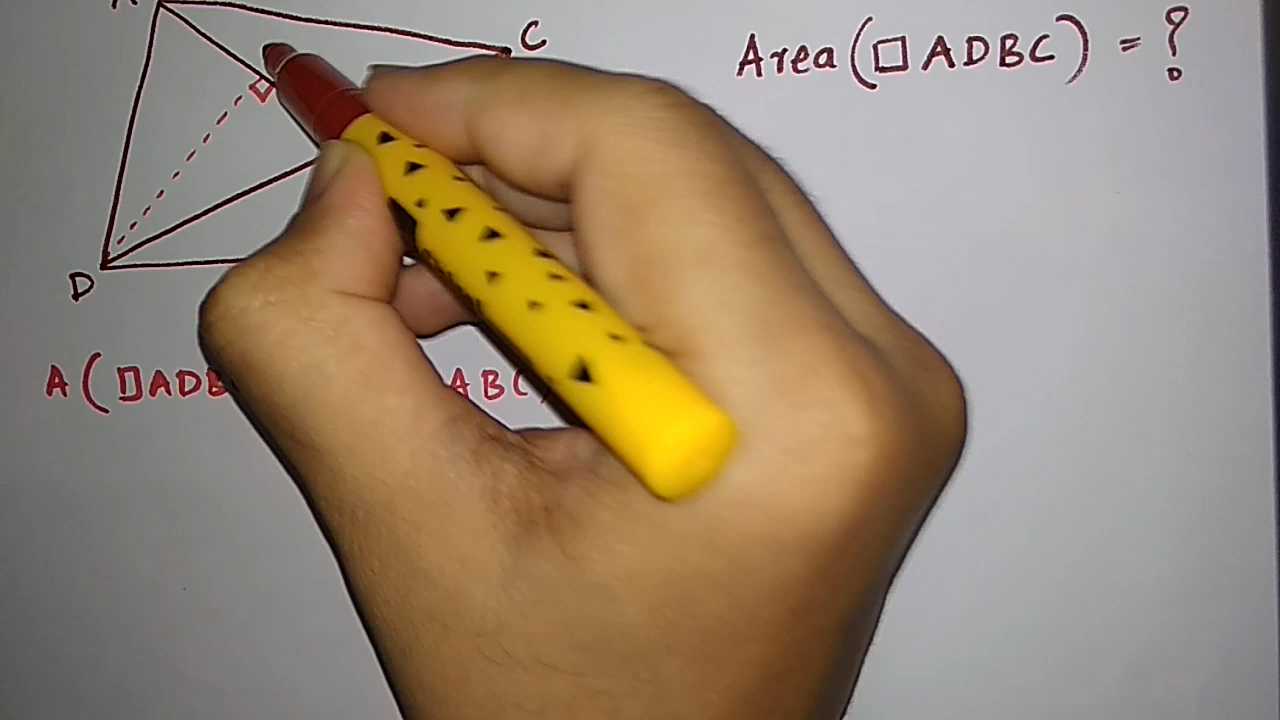 C
Area(□ADBC) = ?
D
A(□ADB ABC